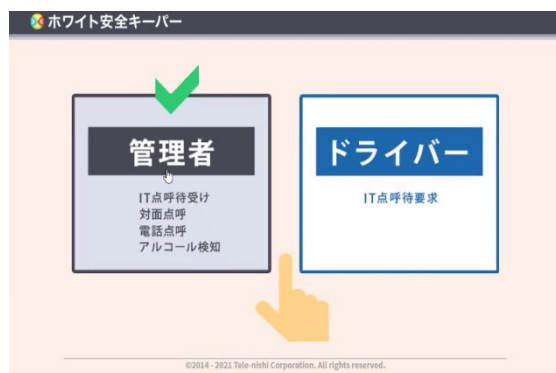 ホワイト安全キーパー
管理者
IT点呼待受け
対面点呼
電話点呼
アルコール検知
ドライバー
IT点呼待要求
©2014 - 2021 Tele-nishi Corporation. All rights reserved.